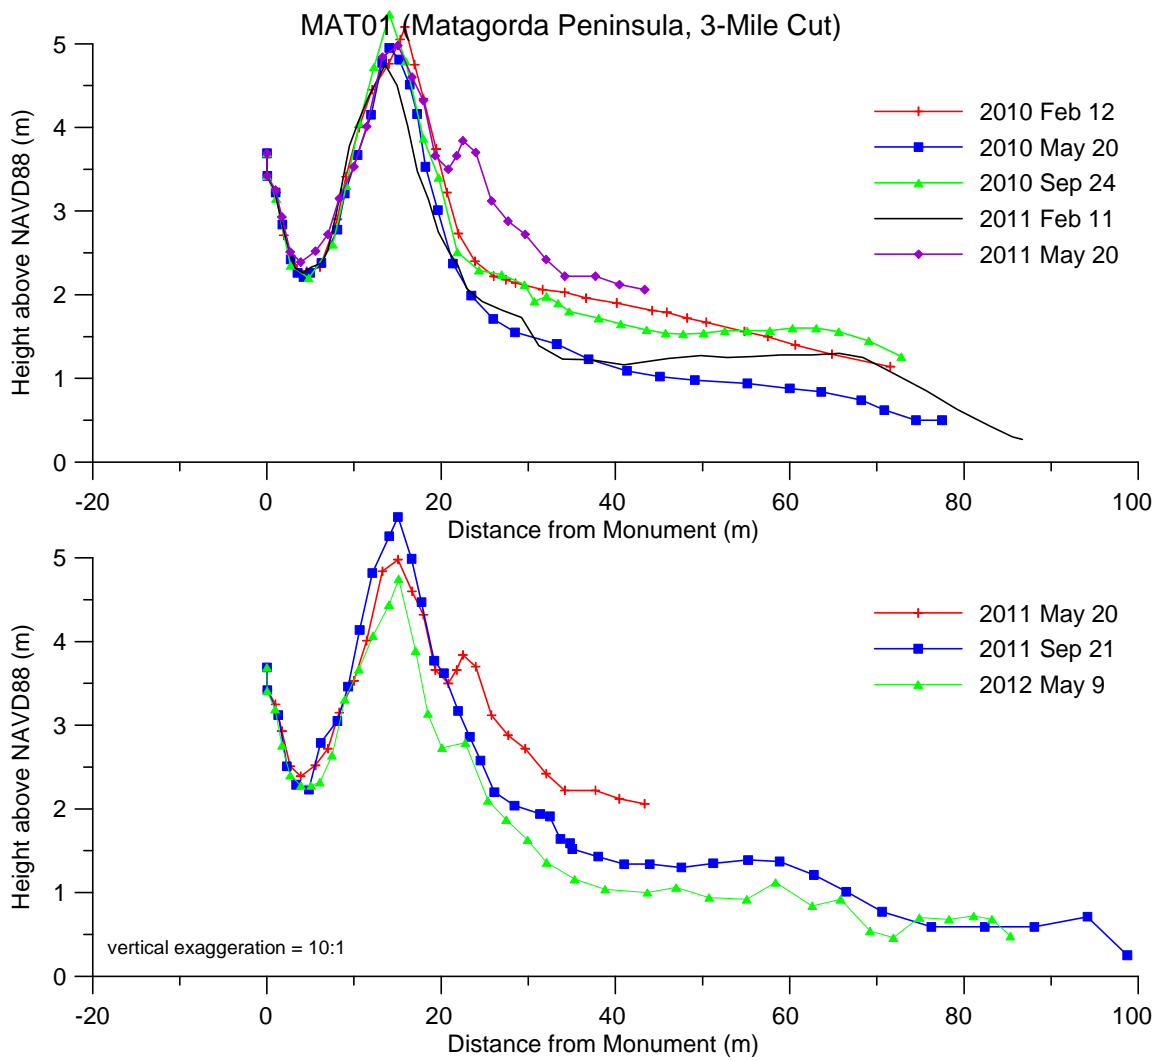 MAT01 (Matagorda Peninsula, 3-Mile Cut)
5
4
3
2
1
0
Height above NAVD88 (m)
2010 Feb 12
2010 May 20
2010 Sep 24
2011 Feb 11
2011 May 20
-20 0 20 40 60 80 100
Distance from Monument (m)
5
4
3
2
1
0
Height above NAVD88 (m)
2011 May 20
2011 Sep 21
2012 May 9
vertical exaggeration = 10:1
-20 0 20 40 60 80 100
Distance from Monument (m)